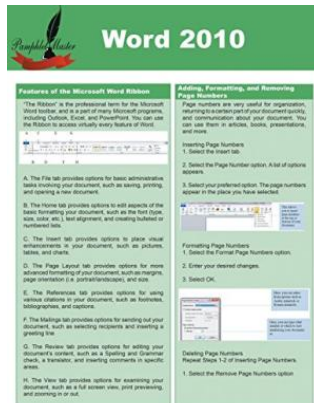 Pamphlet Master
Word 2010
Features of the Microsoft Word Ribbon
"The Ribbon" is the professional term for the Microsoft
Word toolbar, and is a part of many Microsoft programs,
including Outlook, Excel, and PowerPoint. You can use
the Ribbon to access virtually every feature of Word.
A. The File tab provides options for basic administrative
tasks involving your document, such as saving, printing,
and opening a new document.
B. The Home tab provides options to edit aspects of the
basic formatting your document, such as the font (type,
size, color, etc.), text alignment, and creating bulleted or
numbered lists.
C. The Insert tab provides options to place visual
enhancements in your document, such as pictures,
tables, and charts.
D. The Page Layout tab provides options for more
advanced formatting of your document, such as margins,
page orientation (i.e. portrait/landscape), and size.
E. The References tab provides options for using
various citations in your document, such as footnotes,
bibliographies, and captions.
F. The Mailings tab provides options for sending out your
document, such as selecting recipients and inserting a
greeting line.
G. The Review tab provides options for editing your
document's content, such as a Spelling and Grammar
check, a translator, and inserting comments in specific
areas.
H. The View tab provides options for examining your
document, such as a full screen view, print previewing,
and zooming in or out.
Adding, Formatting, and Removing
Page Numbers
Page numbers are very useful for organization,
returning to a certain part of your document quickly,
and communication about your document. You can
use them in articles, books, presentations,
and more.
Inserting Page Numbers
1. Select the Insert tab.
2. Select the Page Number option. A list of options
appears.
3. Select your preferred option. The page numbers
appear in the place you have selected.
Formatting Page Numbers
1. Select the Format Page Numbers option.
2. Enter your desired changes.
3. Select OK.
Deleting Page Numbers
Repeat Steps 1-2 of Inserting Page Numbers.
1. Select the Remove Page Numbers option